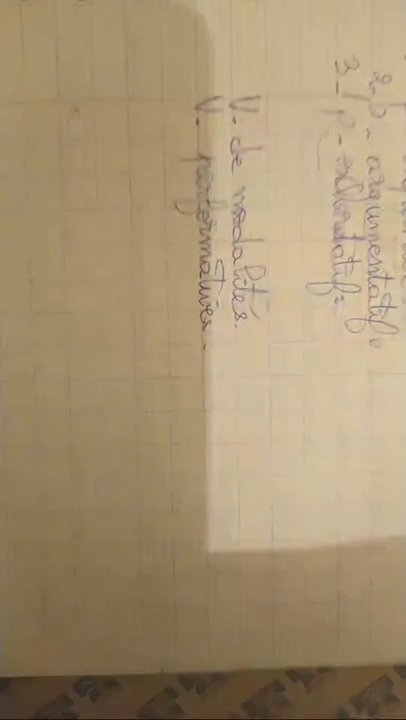 2-P- argumentatif.
3- P- exhortatif =
V- de modalités.
V- performatives.